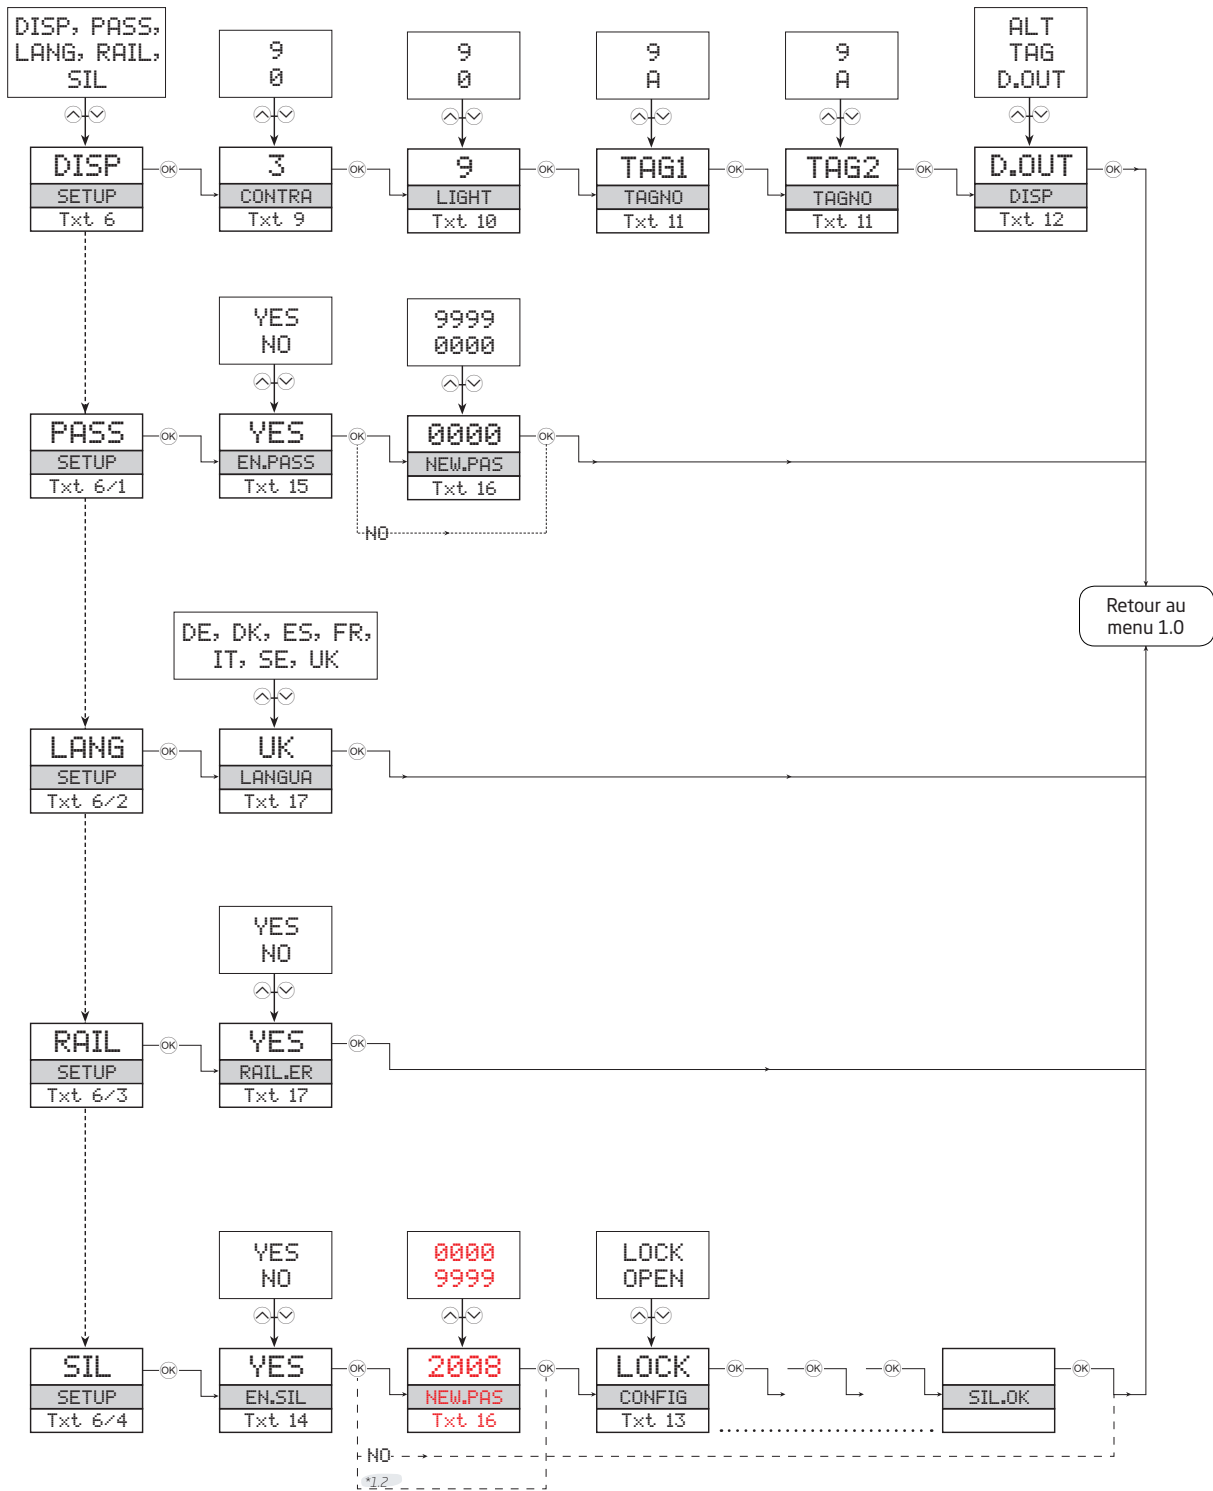 DISP, PASS,
LANG, RAIL,
SIL
9
0
9
0
9
A
9
A
ALT
TAG
D.OUT
DISP
SETUP
Txt 6
OK
3
CONTRA
Txt 9
OK
9
LIGHT
Txt 10
OK
TAG1
TAGNO
Txt 11
OK
TAG2
TAGNO
Txt 11
OK
D.OUT
DISP
Txt 12
OK
YES
NO
9999
0000
PASS
SETUP
Txt 6/1
OK
YES
EN.PASS
Txt 15
OK
0000
NEW.PAS
Txt 16
OK
NO
Retour au
menu 1.0
DE, DK, ES, FR,
IT, SE, UK
LANG
SETUP
Txt 6/2
OK
UK
LANGUA
Txt 17
OK
YES
NO
RAIL
SETUP
Txt 6/3
OK
YES
RAIL.ER
Txt 17
OK
YES
NO
0000
9999
LOCK
OPEN
SIL
SETUP
Txt 6/4
OK
YES
EN.SIL
Txt 14
OK
2008
NEW.PAS
Txt 16
OK
LOCK
CONFIG
Txt 13
OK
OK
OK
SIL.OK
OK
NO
*1.2